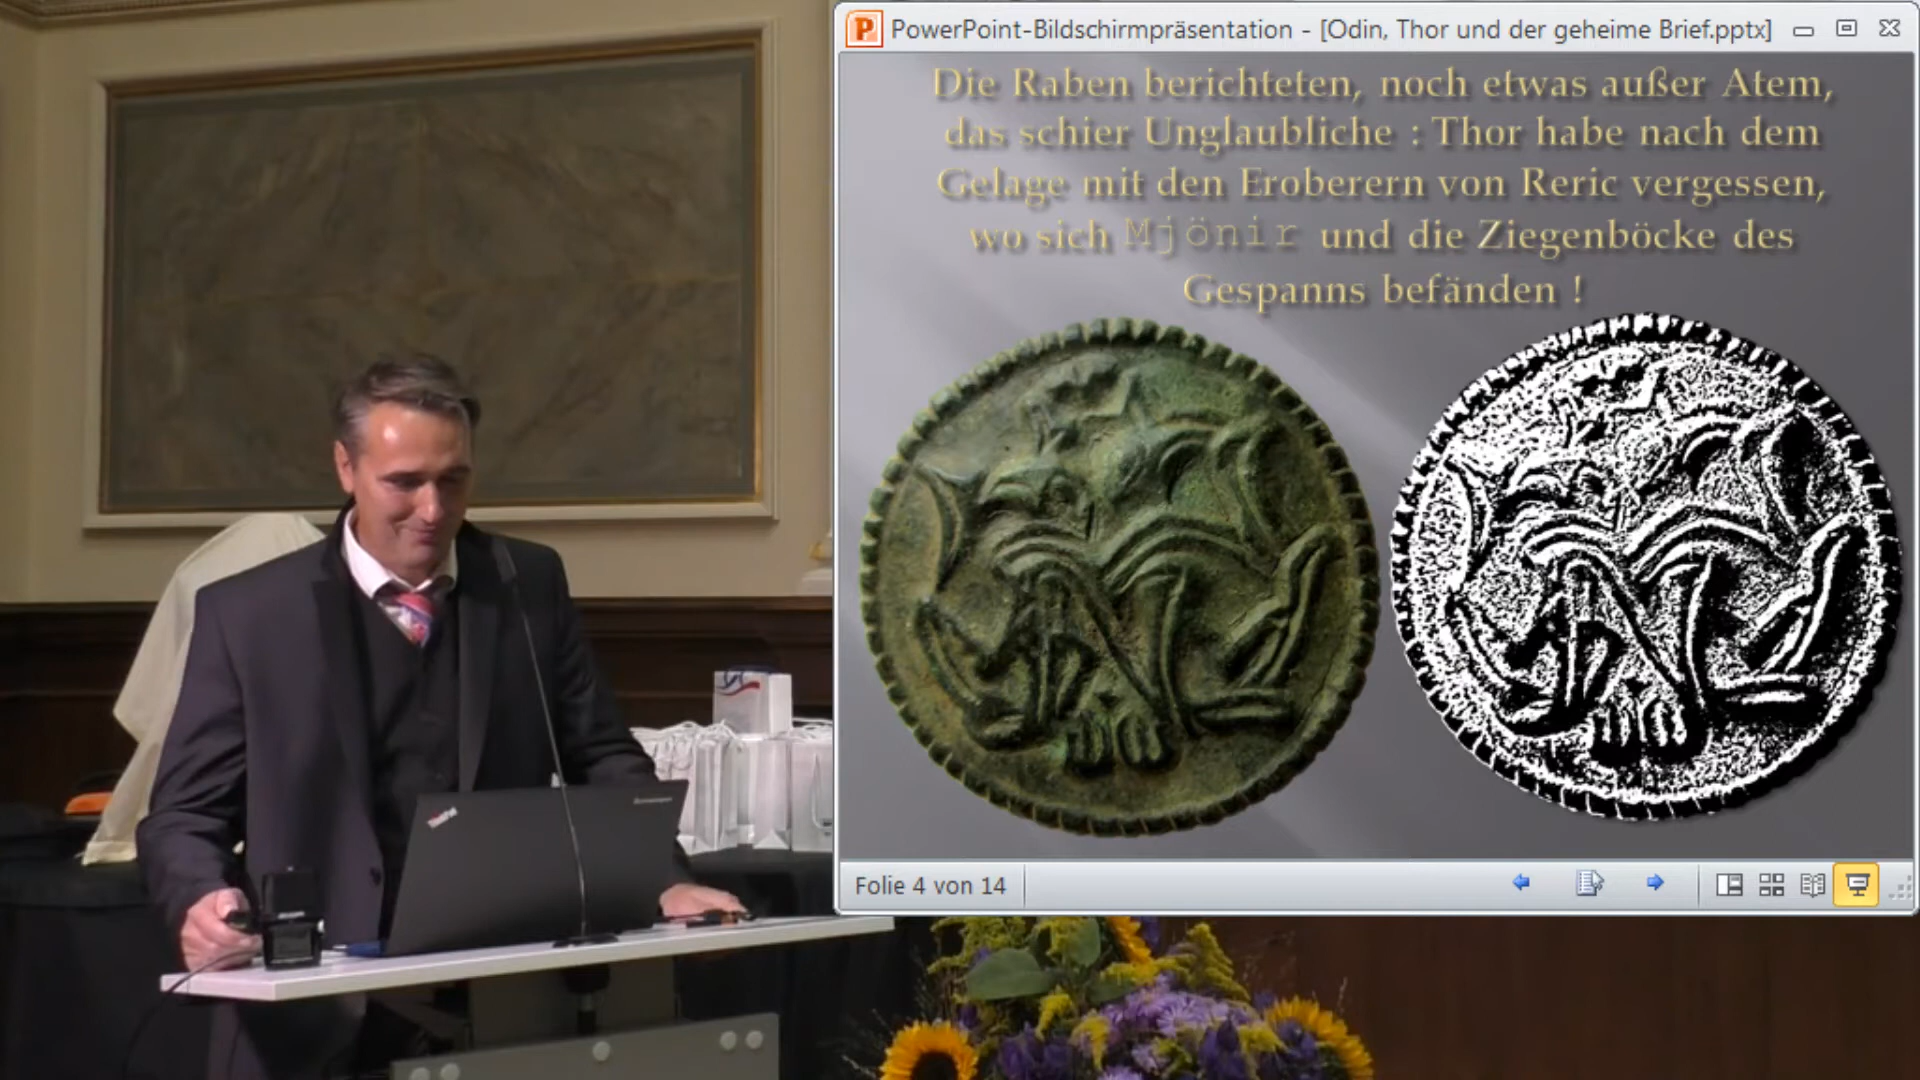 PowerPoint-Bildschirmpräsentation - [Odin, Thor und der geheime Brief.pptx]
Die Raben berichteten, noch etwas außer Atem,
das schier Unglaubliche : Thor habe nach dem
Gelage mit den Eroberern von Reric vergessen,
wo sich Mjönir und die Ziegenböcke des
Gespanns befänden !
Folie 4 von 14
ThinkPad